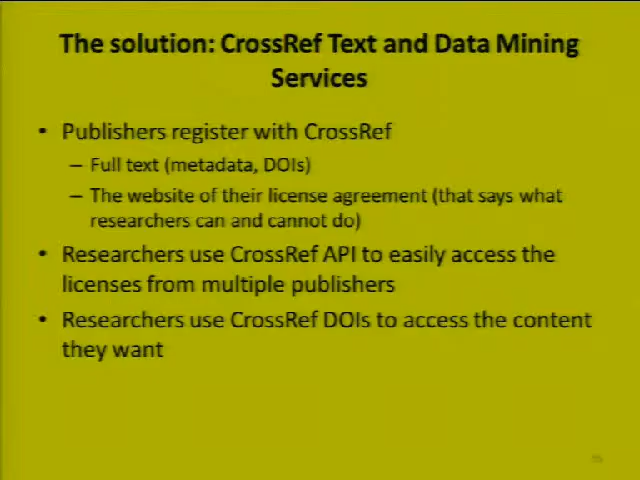 The solution: CrossRef Text and Data Mining
Services
• Publishers register with CrossRef
– Full text (metadata, DOIs)
– The website of their license agreement (that says what
researchers can and cannot do)
• Researchers use CrossRef API to easily access the
licenses from multiple publishers
• Researchers use CrossRef DOIs to access the content
they want